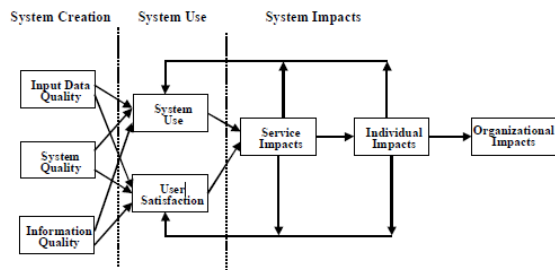 System Creation
System Use
System Impacts
Input Data
Quality
System
Quality
Information
Quality
System
Use
User
Satisfaction
Service
Impacts
Individual
Impacts
Organizational
Impacts